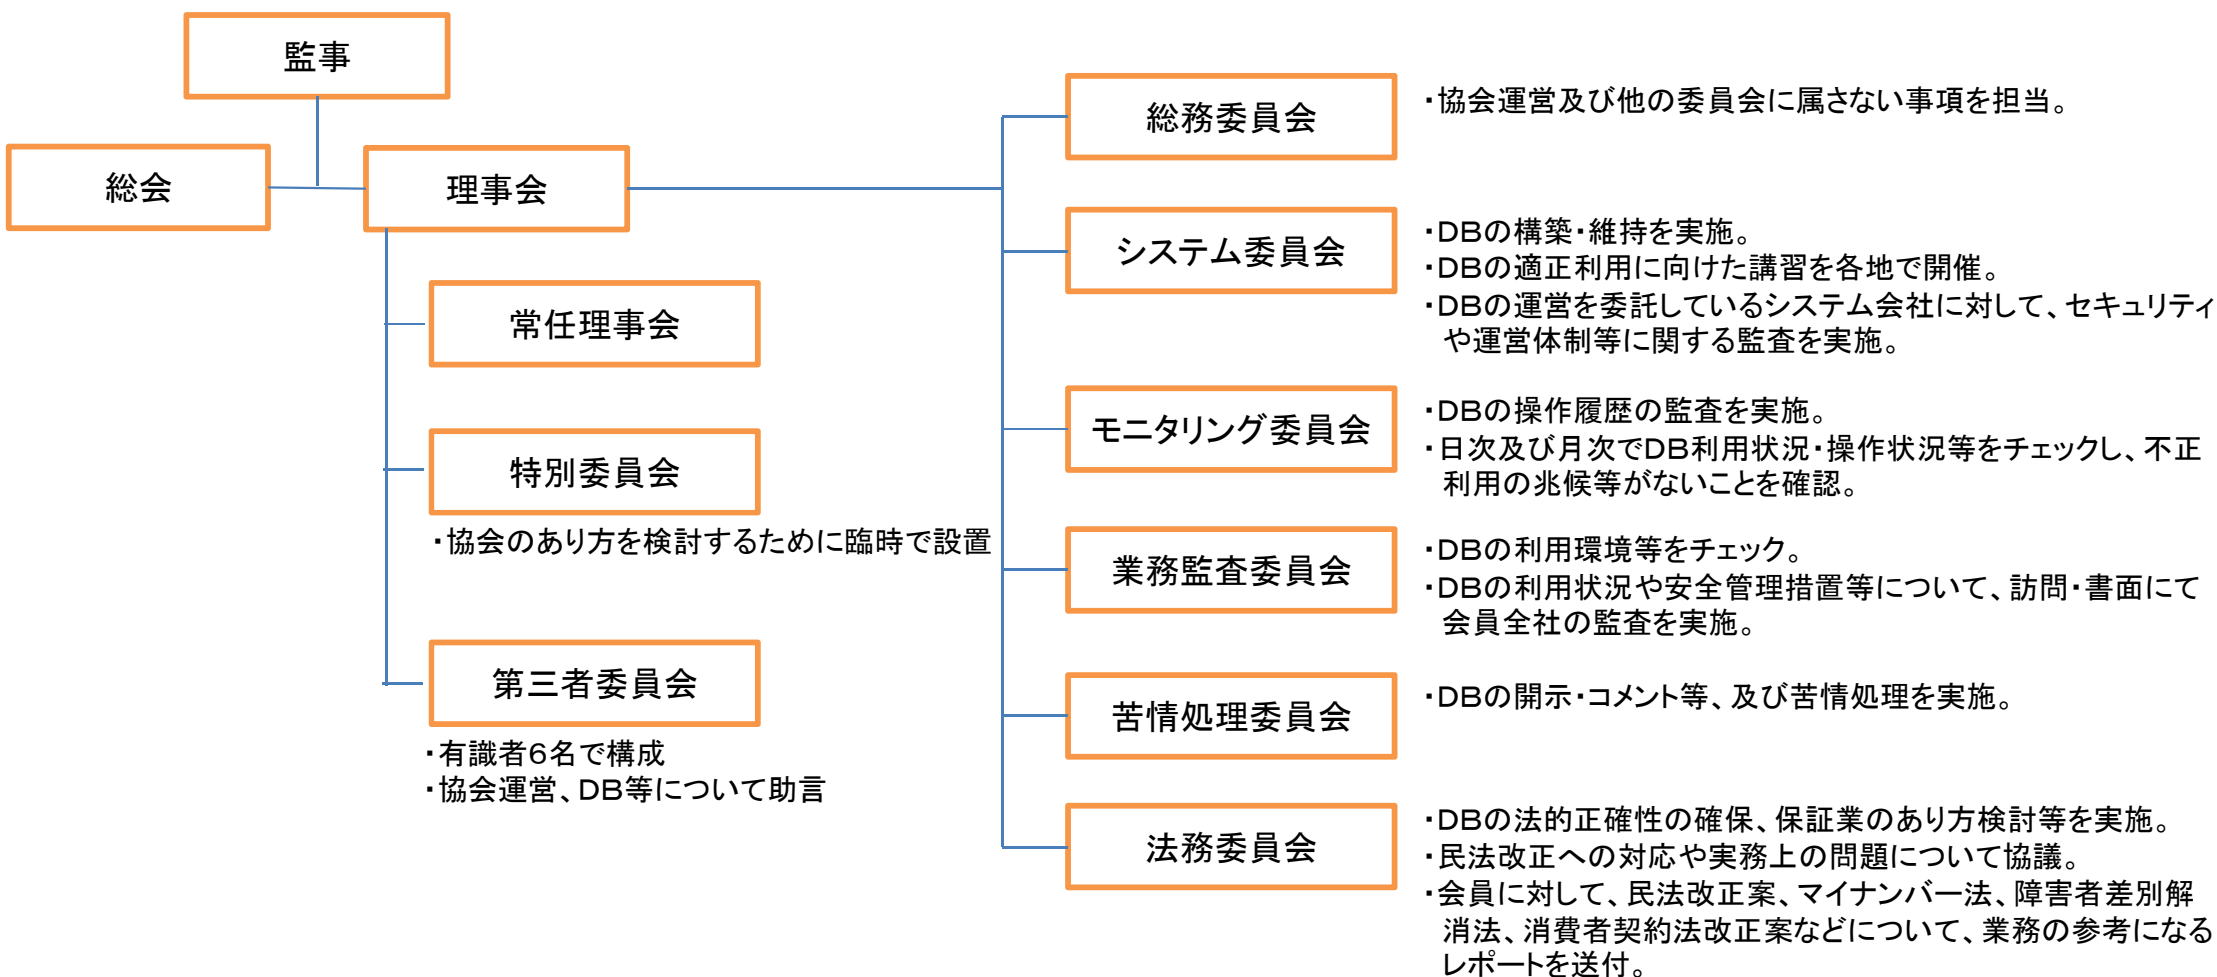 監事
総会
理事会
常任理事会
特別委員会
・協会のあり方を検討するために臨時で設置
第三者委員会
・有識者6名で構成
・協会運営、DB等について助言
総務委員会
・協会運営及び他の委員会に属さない事項を担当。
システム委員会
・DBの構築・維持を実施。
・DBの適正利用に向けた講習を各地で開催。
・DBの運営を委託しているシステム会社に対して、セキュリティ
や運営体制等に関する監査を実施。
モニタリング委員会
・DBの操作履歴の監査を実施。
・日次及び月次でDB利用状況・操作状況等をチェックし、不正
利用の兆候等がないことを確認。
業務監査委員会
・DBの利用環境等をチェック。
・DBの利用状況や安全管理措置等について、訪問・書面にて
会員全社の監査を実施。
苦情処理委員会
・DBの開示・コメント等、及び苦情処理を実施。
法務委員会
・DBの法的正確性の確保、保証業のあり方検討等を実施。
・民法改正への対応や実務上の問題について協議。
・会員に対して、民法改正案、マイナンバー法、障害者差別解
消法、消費者契約法改正案などについて、業務の参考になる
レポートを送付。